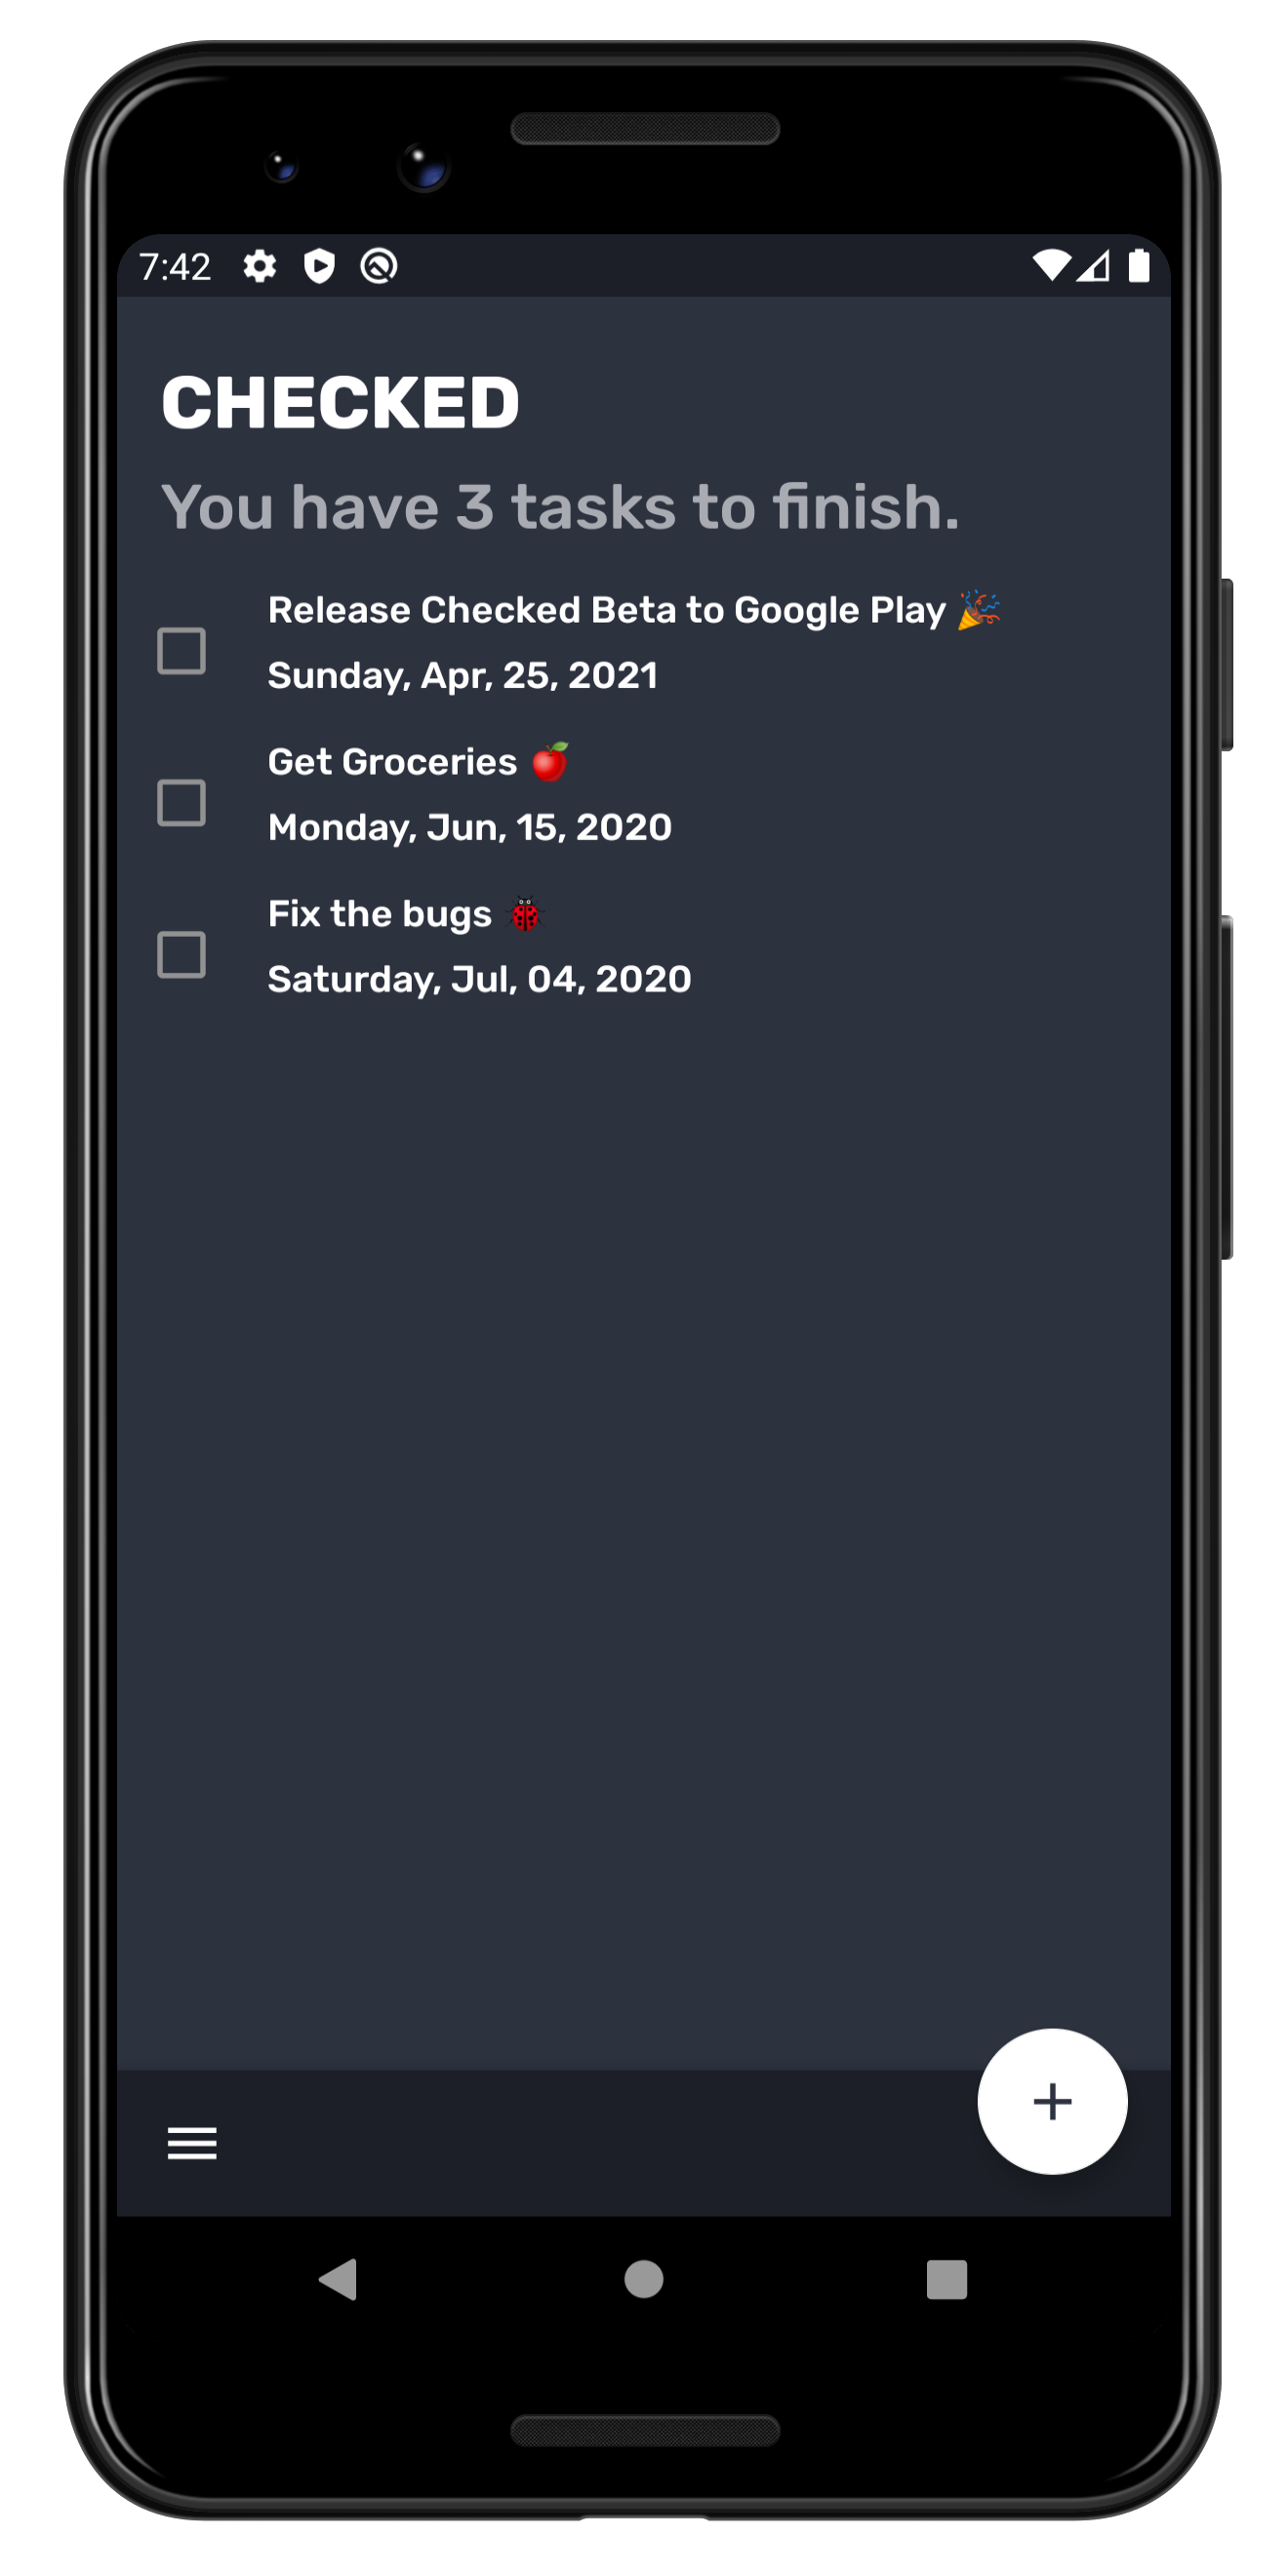 7:42
CHECKED
You have 3 tasks to finish.
Release Checked Beta to Google Play 🎉
Sunday, Apr, 25, 2021
Get Groceries 🍎
Monday, Jun, 15, 2020
Fix the bugs 🐞
Saturday, Jul, 04, 2020